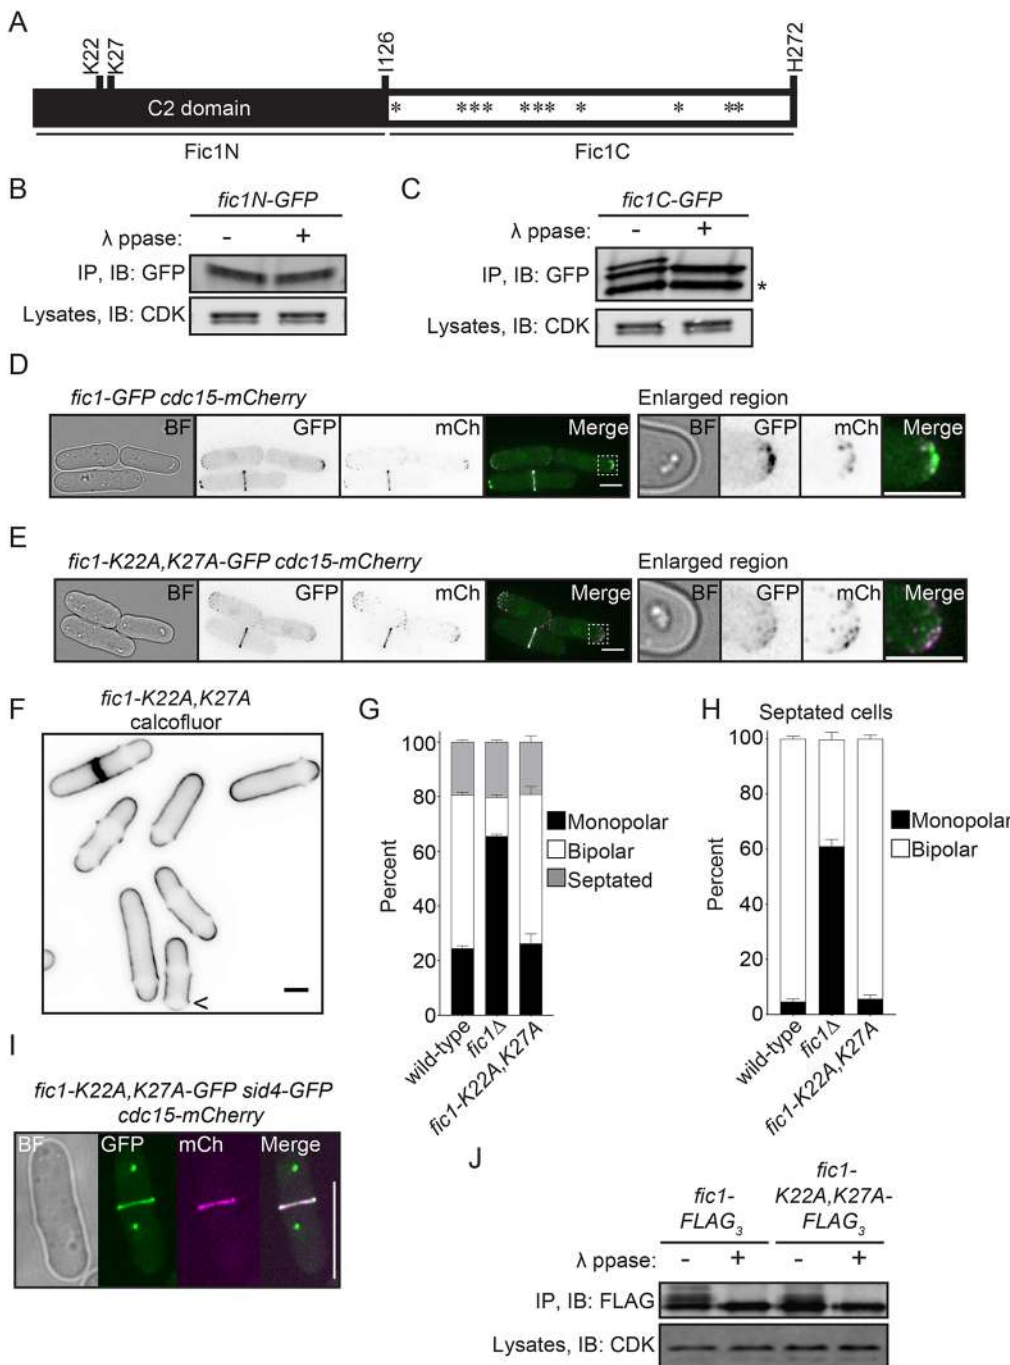 A
K22
K27
I126
H272
C2 domain
* *** *** * * **
Fic1N
Fic1C
B
fic1N-GFP
λ ppase: - +
IP, IB: GFP
Lysates, IB: CDK
C
fic1C-GFP
λ ppase: - +
IP, IB: GFP
*
Lysates, IB: CDK
D
fic1-GFP cdc15-mCherry
BF GFP mCh Merge
Enlarged region
BF GFP mCh Merge
E
fic1-K22A,K27A-GFP cdc15-mCherry
BF GFP mCh Merge
Enlarged region
BF GFP mCh Merge
F
fic1-K22A,K27A
calcofluor
<
G
100
80
60
40
20
0
Percent
Monopolar
Bipolar
Septated
wild-type
fic1Δ
fic1-K22A,K27A
H
Septated cells
100
80
60
40
20
0
Percent
Monopolar
Bipolar
wild-type
fic1Δ
fic1-K22A,K27A
I
fic1-K22A,K27A-GFP sid4-GFP
cdc15-mCherry
BF GFP mCh Merge
J
fic1-
FLAG3
fic1-
K22A,K27A-
FLAG3
λ ppase: - + - +
IP, IB: FLAG
Lysates, IB: CDK